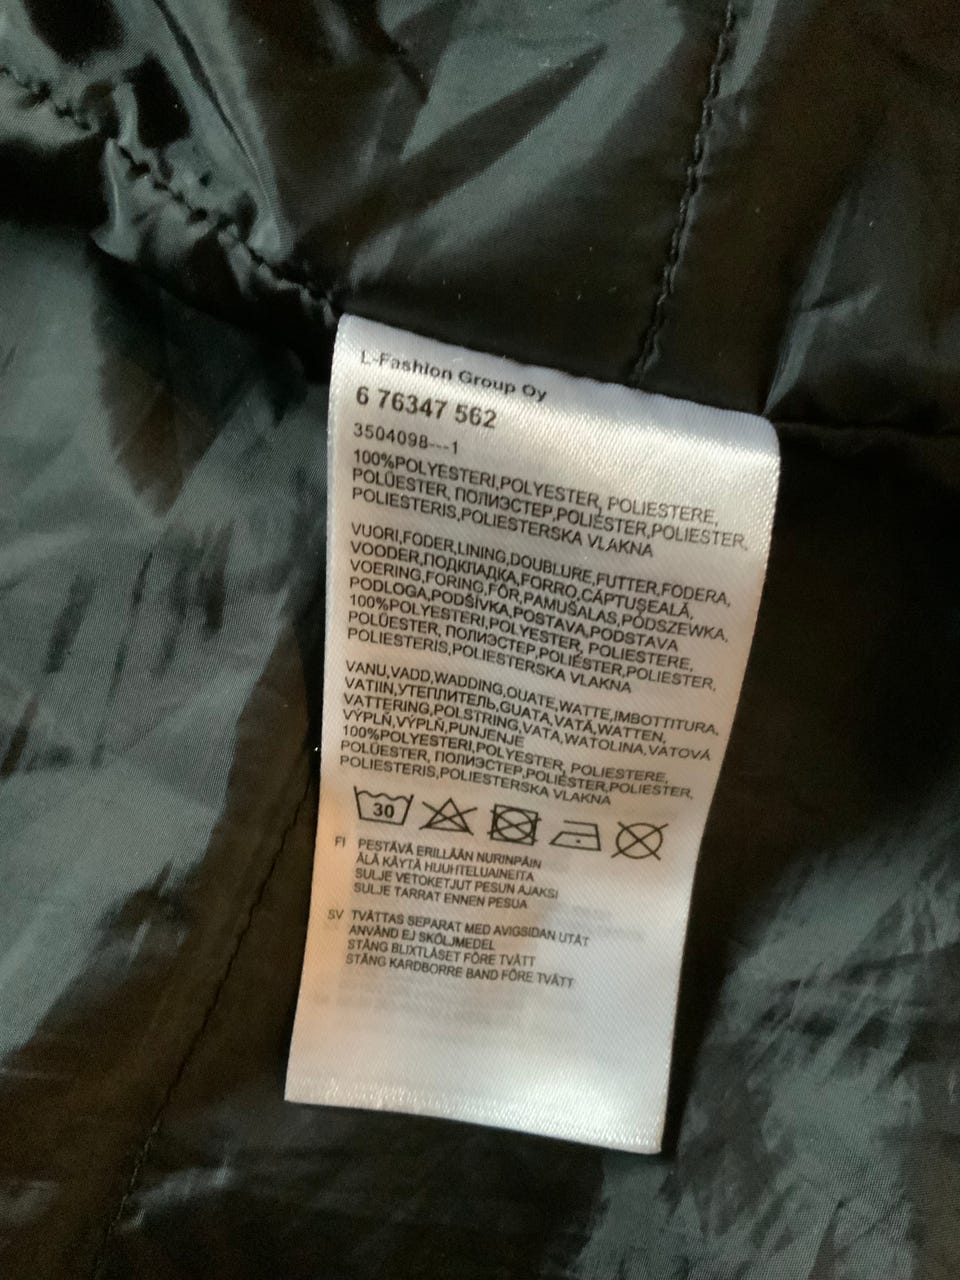 L-Fashion Group Oy
6 76347 562
3504098---1
100%POLYESTERI,POLYESTER, POLIESTERE,
POLÜESTER, ПОЛИЭСТЕР,POLIÉSTER,POLIESTER,
POLIESTERIS,POLIESTERSKA VLAKNA
VUORI,FODER,LINING,DOUBLURE,FUTTER,FODERA,
VOODER,ПОДКЛАДКА,FORRO,CĂPTUŞEALĂ,
VOERING,FORING,FÔR,PAMUŠALAS,PODSZEWKA,
PODLOGA,PODŠÍVKA,POSTAVA,PODSTAVA
100%POLYESTERI,POLYESTER, POLIESTERE,
POLÜESTER, ПОЛИЭСТЕР,POLIÉSTER,POLIESTER,
POLIESTERIS,POLIESTERSKA VLAKNA
VANU,VADD,WADDING,OUATE,WATTE,IMBOTTITURA,
VATIIN,УТЕПЛИТЕЛЬ,GUATA,VATĂ,WATTEN,
VATTERING,POLSTRING,VATA,WATOLINA,VATOVÁ
VÝPLŇ,VÝPLŇ,PUNJENJE
100%POLYESTERI,POLYESTER, POLIESTERE,
POLÜESTER, ПОЛИЭСТЕР,POLIÉSTER,POLIESTER,
POLIESTERIS,POLIESTERSKA VLAKNA
30
FI PESTÄVÄ ERILLÄÄN NURINPÄIN
ÄLÄ KÄYTÄ HUUHTELUAINEITA
SULJE VETOKETJUT PESUN AJAKSI
SULJE TARRAT ENNEN PESUA
SV TVÄTTAS SEPARAT MED AVIGSIDAN UTÅT
ANVÄND EJ SKÖLJMEDEL
STÄNG BLIXTLÅSET FÖRE TVÄTT
STÄNG KARDBORRE BAND FÖRE TVÄTT